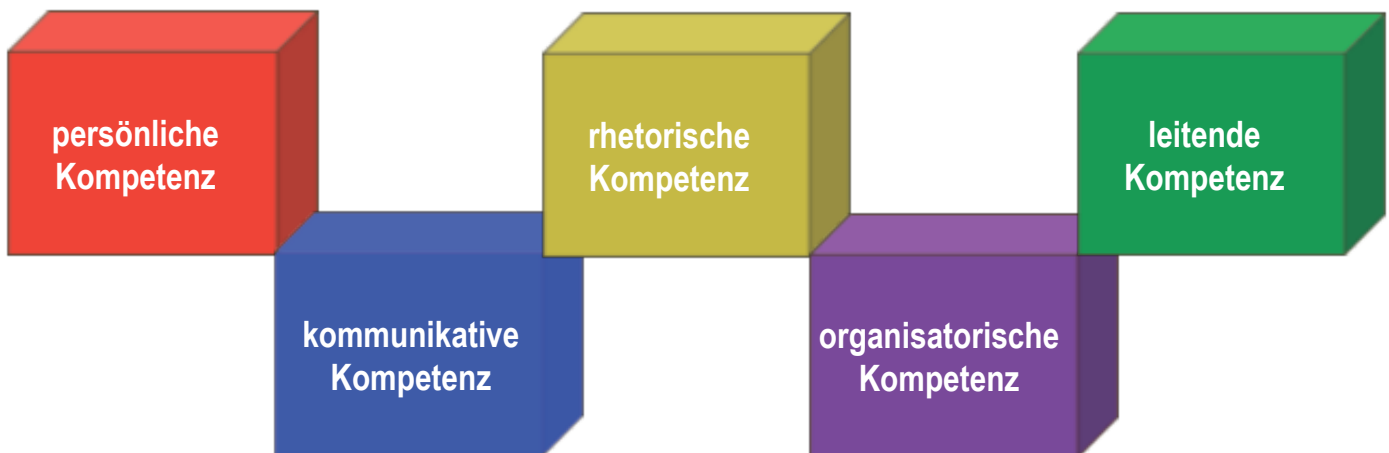 persönliche
Kompetenz
kommunikative
Kompetenz
rhetorische
Kompetenz
organisatorische
Kompetenz
leitende
Kompetenz